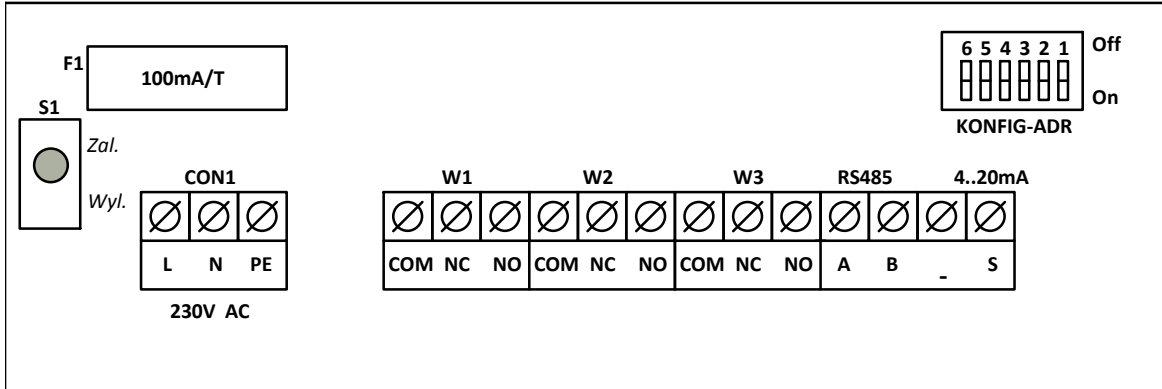 6 5 4 3 2 1 Off
On
KONFIG-ADR
F1 100mA/T
S1
Zal.
Wyl.
CON1 W1 W2 W3 RS485 4..20mA
L N PE COM NC NO COM NC NO COM NC NO A B - S
230V AC